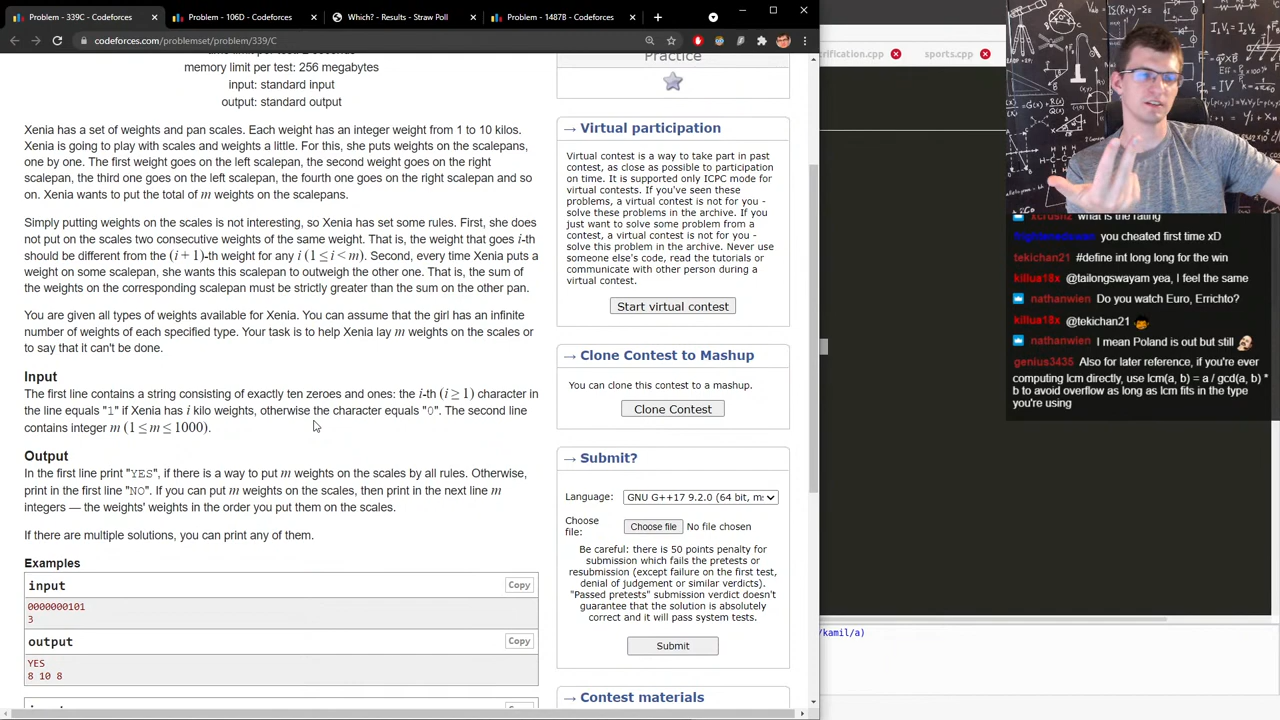 Problem - 339C - Codeforces
Problem - 106D - Codeforces
Which? - Results - Straw Poll
Problem - 1487B - Codeforces
codeforces.com/problemset/problem/339/C
memory limit per test: 256 megabytes
input: standard input
output: standard output
Xenia has a set of weights and pan scales. Each weight has an integer weight from 1 to 10 kilos.
Xenia is going to play with scales and weights a little. For this, she puts weights on the scalepans,
one by one. The first weight goes on the left scalepan, the second weight goes on the right
scalepan, the third one goes on the left scalepan, the fourth one goes on the right scalepan and so
on. Xenia wants to put the total of m weights on the scalepans.
Simply putting weights on the scales is not interesting, so Xenia has set some rules. First, she does
not put on the scales two consecutive weights of the same weight. That is, the weight that goes i-th
should be different from the (i + 1)-th weight for any i (1 ≤ i < m). Second, every time Xenia puts a
weight on some scalepan, she wants this scalepan to outweigh the other one. That is, the sum of
the weights on the corresponding scalepan must be strictly greater than the sum on the other pan.
You are given all types of weights available for Xenia. You can assume that the girl has an infinite
number of weights of each specified type. Your task is to help Xenia lay m weights on the scales or
to say that it can't be done.
Input
The first line contains a string consisting of exactly ten zeroes and ones: the i-th (i ≥ 1) character in
the line equals "1" if Xenia has i kilo weights, otherwise the character equals "0". The second line
contains integer m (1 ≤ m ≤ 1000).
Output
In the first line print "YES", if there is a way to put m weights on the scales by all rules. Otherwise,
print in the first line "NO". If you can put m weights on the scales, then print in the next line m
integers — the weights' weights in the order you put them on the scales.
If there are multiple solutions, you can print any of them.
Examples
input
Copy
0000000101
3
output
Copy
YES
8 10 8
Practice
→ Virtual participation
Virtual contest is a way to take part in past
contest, as close as possible to participation
on time. It is supported only ICPC mode for
virtual contests. If you've seen these
problems, a virtual contest is not for you -
solve these problems in the archive. If you
just want to solve some problem from a
contest, a virtual contest is not for you -
solve this problem in the archive. Never use
someone else's code, read the tutorials or
communicate with other person during a
virtual contest.
Start virtual contest
→ Clone Contest to Mashup
You can clone this contest to a mashup.
Clone Contest
→ Submit?
Language:
GNU G++17 9.2.0 (64 bit, m
Choose
file:
Choose file
No file chosen
Be careful: there is 50 points penalty for
submission which fails the pretests or
resubmission (except failure on the first test,
denial of judgement or similar verdicts).
"Passed pretests" submission verdict doesn't
guarantee that the solution is absolutely
correct and it will pass system tests.
Submit
→ Contest materials
rification.cpp
sports.cpp
what is the rating
you cheated first time xD
tekichan21 #define int long long for the win
killua18x @tailongswayam yea, I feel the same
nathanwien Do you watch Euro, Errichto?
killua18x @tekichan21
nathanwien I mean Poland is out but still
genius3435 Also for later reference, if you're ever
computing lcm directly, use lcm(a, b) = a / gcd(a, b) *
b to avoid overflow as long as lcm fits in the type
you're using
/kamil/a)